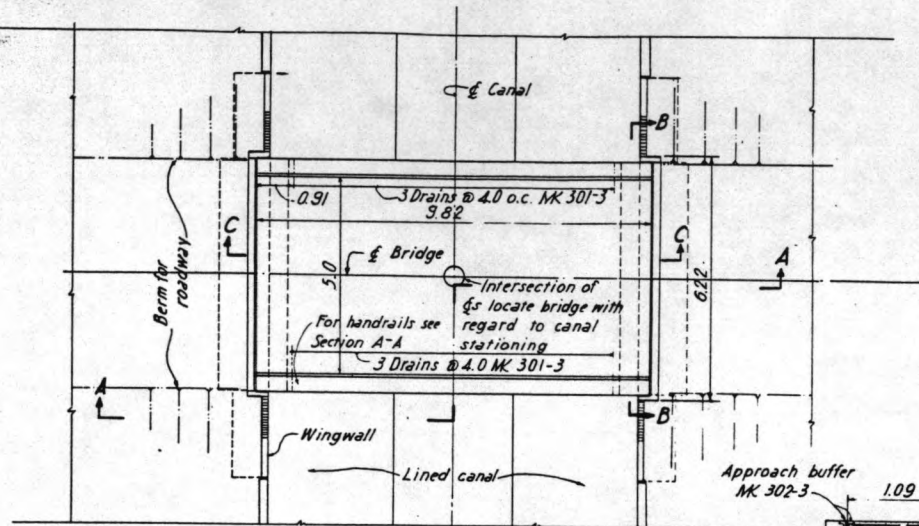 ℄ Canal
B
0.91
3 Drains @ 4.0 o.c. MK 301-3
9.82
C
C
A
℄ Bridge
5.0
6.22
Berm for
roadway
Intersection of
℄s locate bridge with
regard to canal
stationing
For handrails see
Section A-A
3 Drains @ 4.0 MK 301-3
A
B
Wingwall
Lined canal
Approach buffer
MK 302-3
1.09